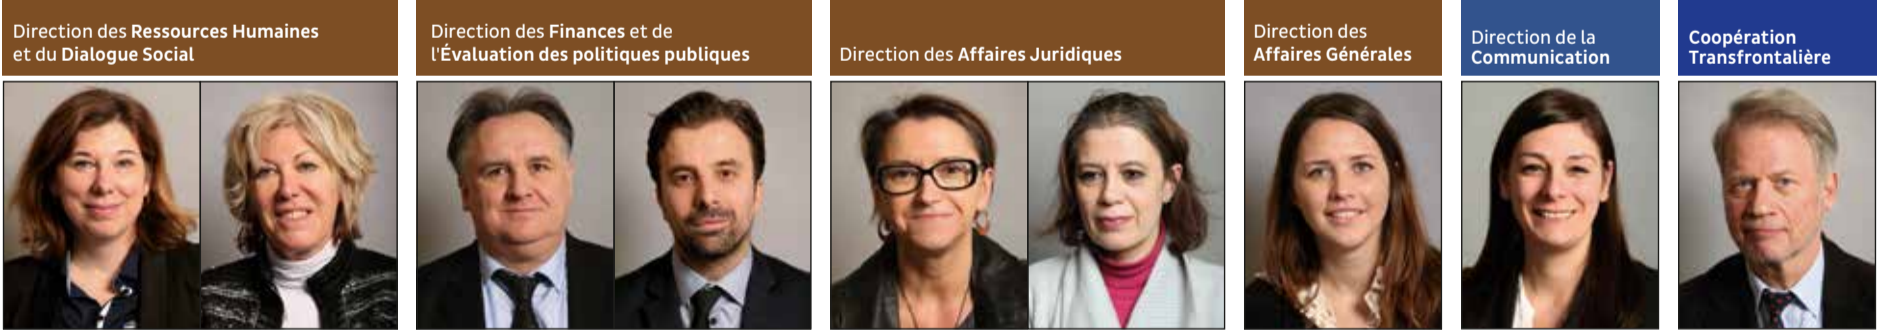 Direction des Ressources Humaines
et du Dialogue Social
Direction des Finances et de
l'Évaluation des politiques publiques
Direction des Affaires Juridiques
Direction des
Affaires Générales
Direction de la
Communication
Coopération
Transfrontalière